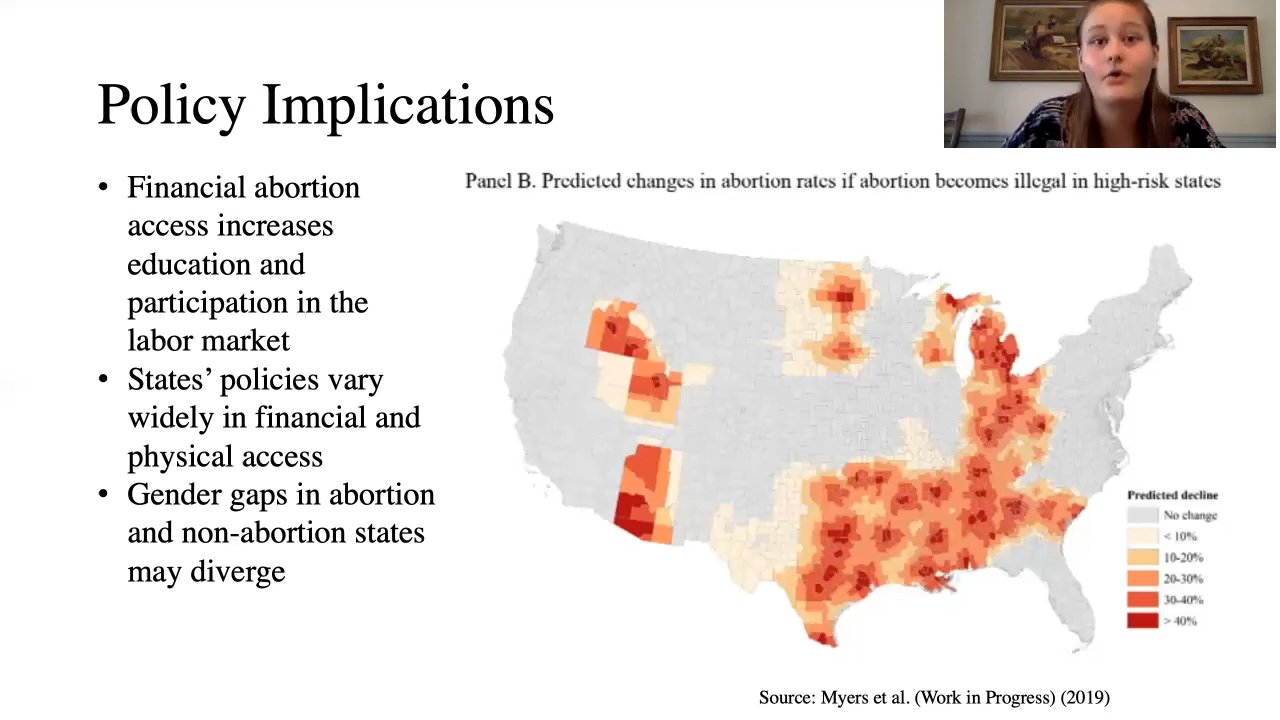 Policy Implications
• Financial abortion
access increases
education and
participation in the
labor market
• States’ policies vary
widely in financial and
physical access
• Gender gaps in abortion
and non-abortion states
may diverge
Panel B. Predicted changes in abortion rates if abortion becomes illegal in high-risk states
Predicted decline
No change
< 10%
10-20%
20-30%
30-40%
> 40%
Source: Myers et al. (Work in Progress) (2019)